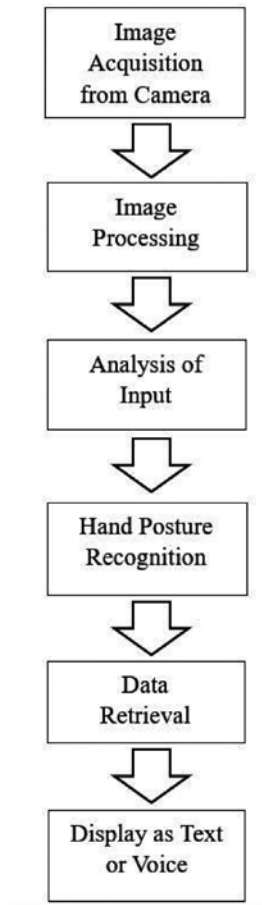 Image
Acquisition
from Camera
Image
Processing
Analysis of
Input
Hand Posture
Recognition
Data
Retrieval
Display as Text
or Voice